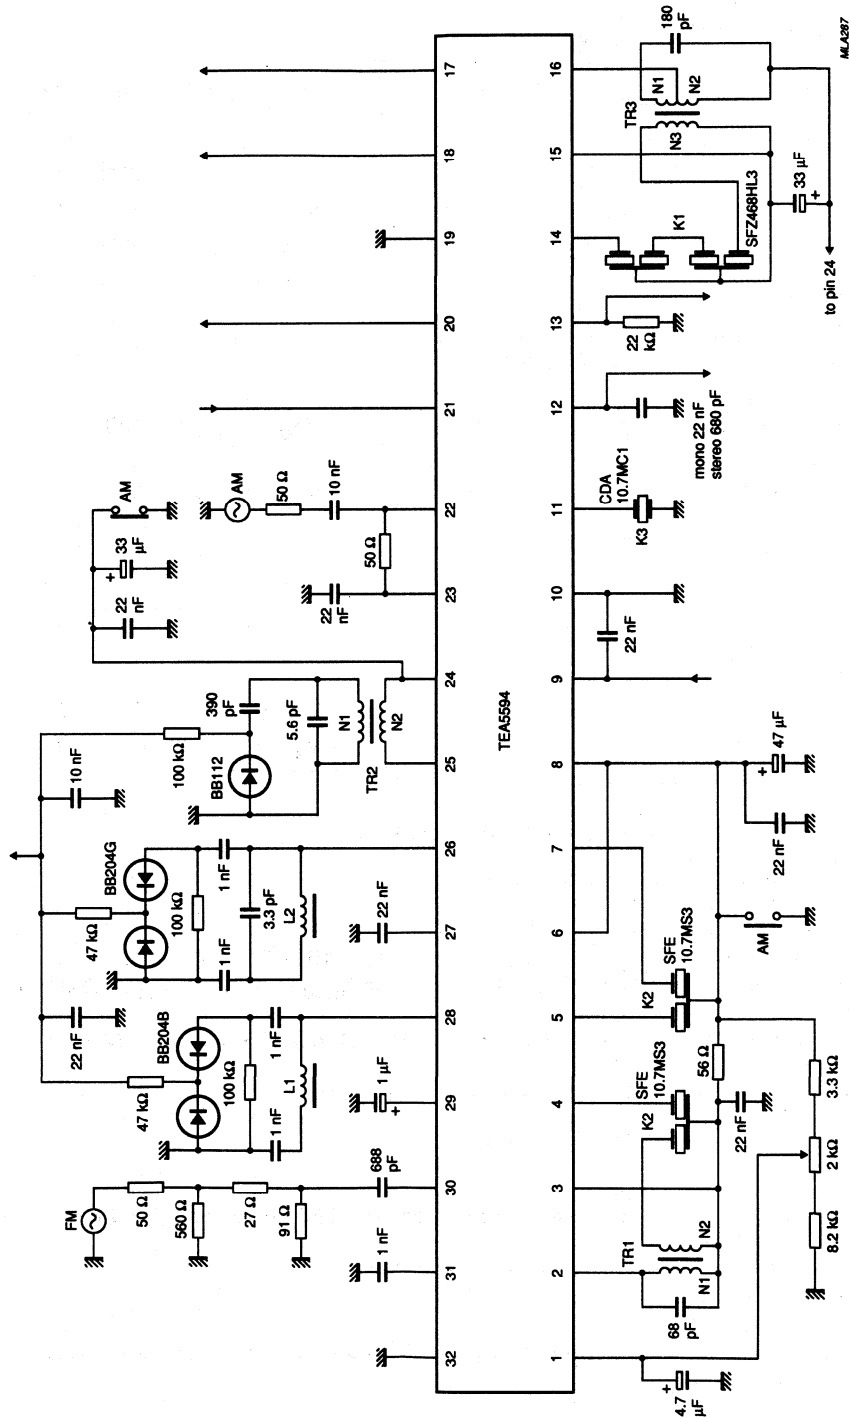 MLA287
17
18
19
20
21
22
23
24
25
26
27
28
29
30
31
32
16
15
14
13
12
11
10
9
8
7
6
5
4
3
2
1
TEA5594
FM
50 Ω
560 Ω
27 Ω
91 Ω
688
pF
1 nF
22 nF
BB204B
47 kΩ
100 kΩ
1 nF
1 nF
L1
1 μF
+
BB204G
47 kΩ
100 kΩ
1 nF
1 nF
3.3 pF
L2
22 nF
10 nF
100 kΩ
BB112
390
pF
5.6 pF
N1
N2
TR2
22
nF
33
μF
+
AM
AM
50 Ω
10 nF
50 Ω
22
nF
180
pF
N1
N2
TR3
N3
K1
SFZ468HL3
33 μF
+
to pin 24
22
kΩ
mono 22 nF
stereo 680 pF
CDA
10.7MC1
K3
22 nF
47 μF
+
22 nF
AM
SFE
10.7MS3
K2
56 Ω
SFE
10.7MS3
K2
22 nF
3.3 kΩ
2 kΩ
8.2 kΩ
TR1
N2
N1
68
pF
4.7
μF
+